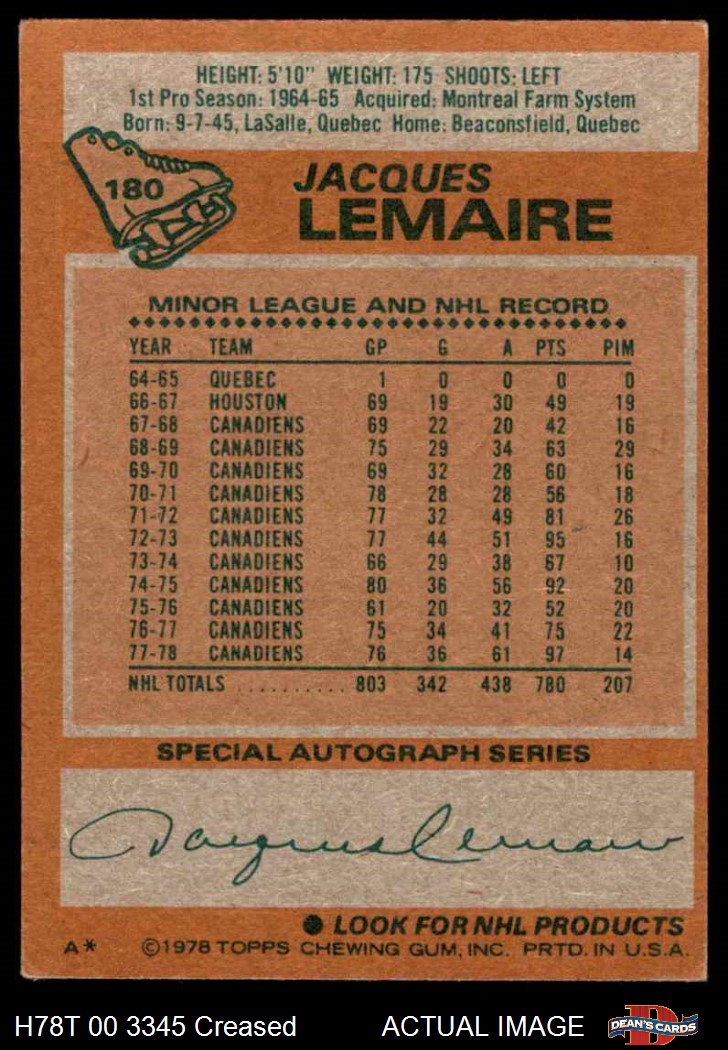 HEIGHT: 5'10" WEIGHT: 175 SHOOTS: LEFT
1st Pro Season: 1964-65 Acquired: Montreal Farm System
Born: 9-7-45, LaSalle, Quebec Home: Beaconsfield, Quebec
180
JACQUES
LEMAIRE
MINOR LEAGUE AND NHL RECORD
YEAR TEAM GP G A PTS PIM
64-65 QUEBEC 1 0 0 0 0
66-67 HOUSTON 69 19 30 49 19
67-68 CANADIENS 69 22 20 42 16
68-69 CANADIENS 75 29 34 63 29
69-70 CANADIENS 69 32 28 60 16
70-71 CANADIENS 78 28 28 56 18
71-72 CANADIENS 77 32 49 81 26
72-73 CANADIENS 77 44 51 95 16
73-74 CANADIENS 66 29 38 67 10
74-75 CANADIENS 80 36 56 92 20
75-76 CANADIENS 61 20 32 52 20
76-77 CANADIENS 75 34 41 75 22
77-78 CANADIENS 76 36 61 97 14
NHL TOTALS .......... 803 342 438 780 207
SPECIAL AUTOGRAPH SERIES
Jacques Lemaire
● LOOK FOR NHL PRODUCTS
A* ©1978 TOPPS CHEWING GUM, INC. PRTD. IN U.S.A.
H78T 00 3345 Creased ACTUAL IMAGE
D
DEAN'S CARDS